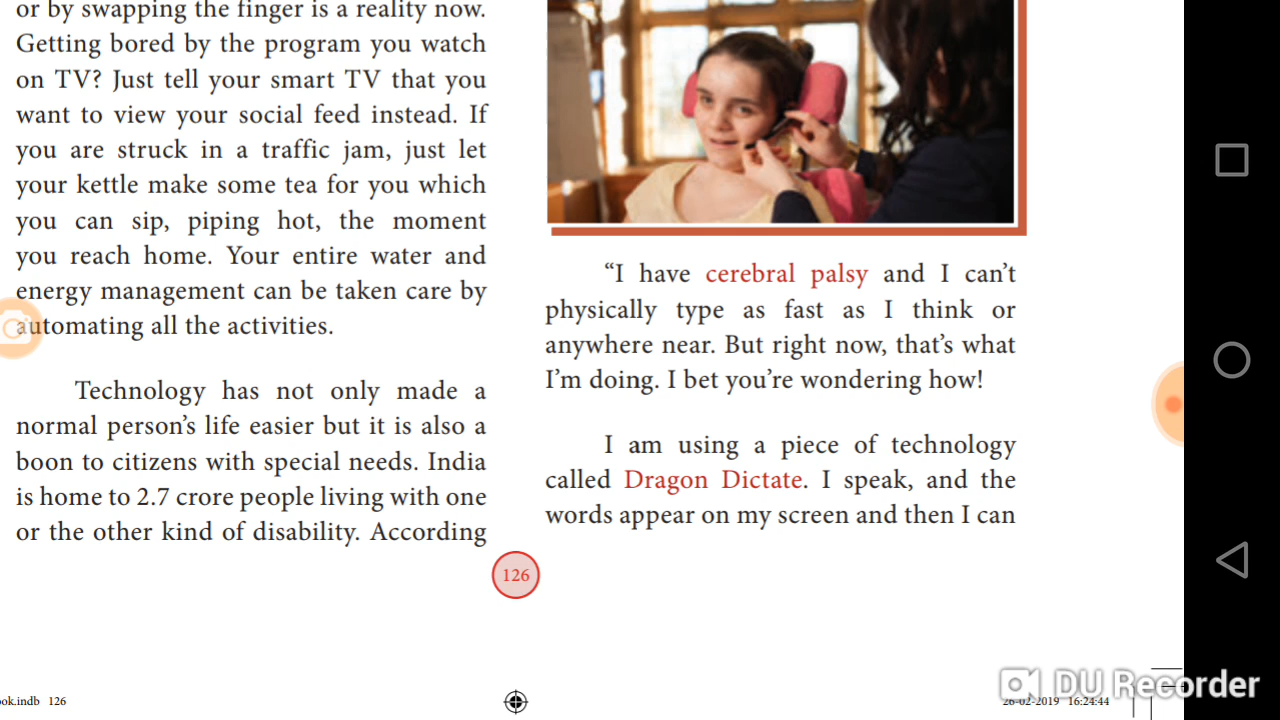 or by swapping the finger is a reality now.
Getting bored by the program you watch
on TV? Just tell your smart TV that you
want to view your social feed instead. If
you are struck in a traffic jam, just let
your kettle make some tea for you which
you can sip, piping hot, the moment
you reach home. Your entire water and
energy management can be taken care by
automating all the activities.
Technology has not only made a
normal person's life easier but it is also a
boon to citizens with special needs. India
is home to 2.7 crore people living with one
or the other kind of disability. According
“I have cerebral palsy and I can't
physically type as fast as I think or
anywhere near. But right now, that's what
I'm doing. I bet you're wondering how!
I am using a piece of technology
called Dragon Dictate. I speak, and the
words appear on my screen and then I can
126
ok.indb 126
26-02-2019 16:24:44
DU Recorder